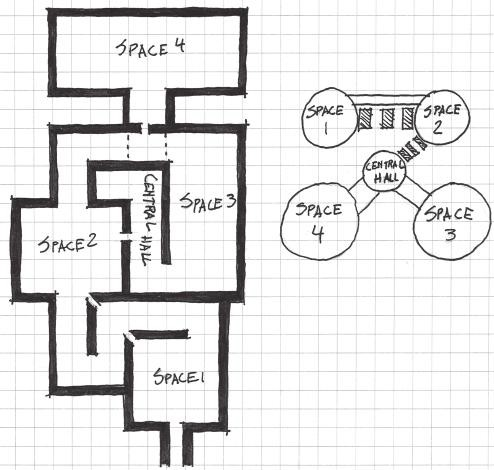 SPACE 4
CENTRAL HALL
SPACE 3
SPACE 2
SPACE 1
SPACE
1
SPACE
2
CENTRAL
HALL
SPACE
4
SPACE
3